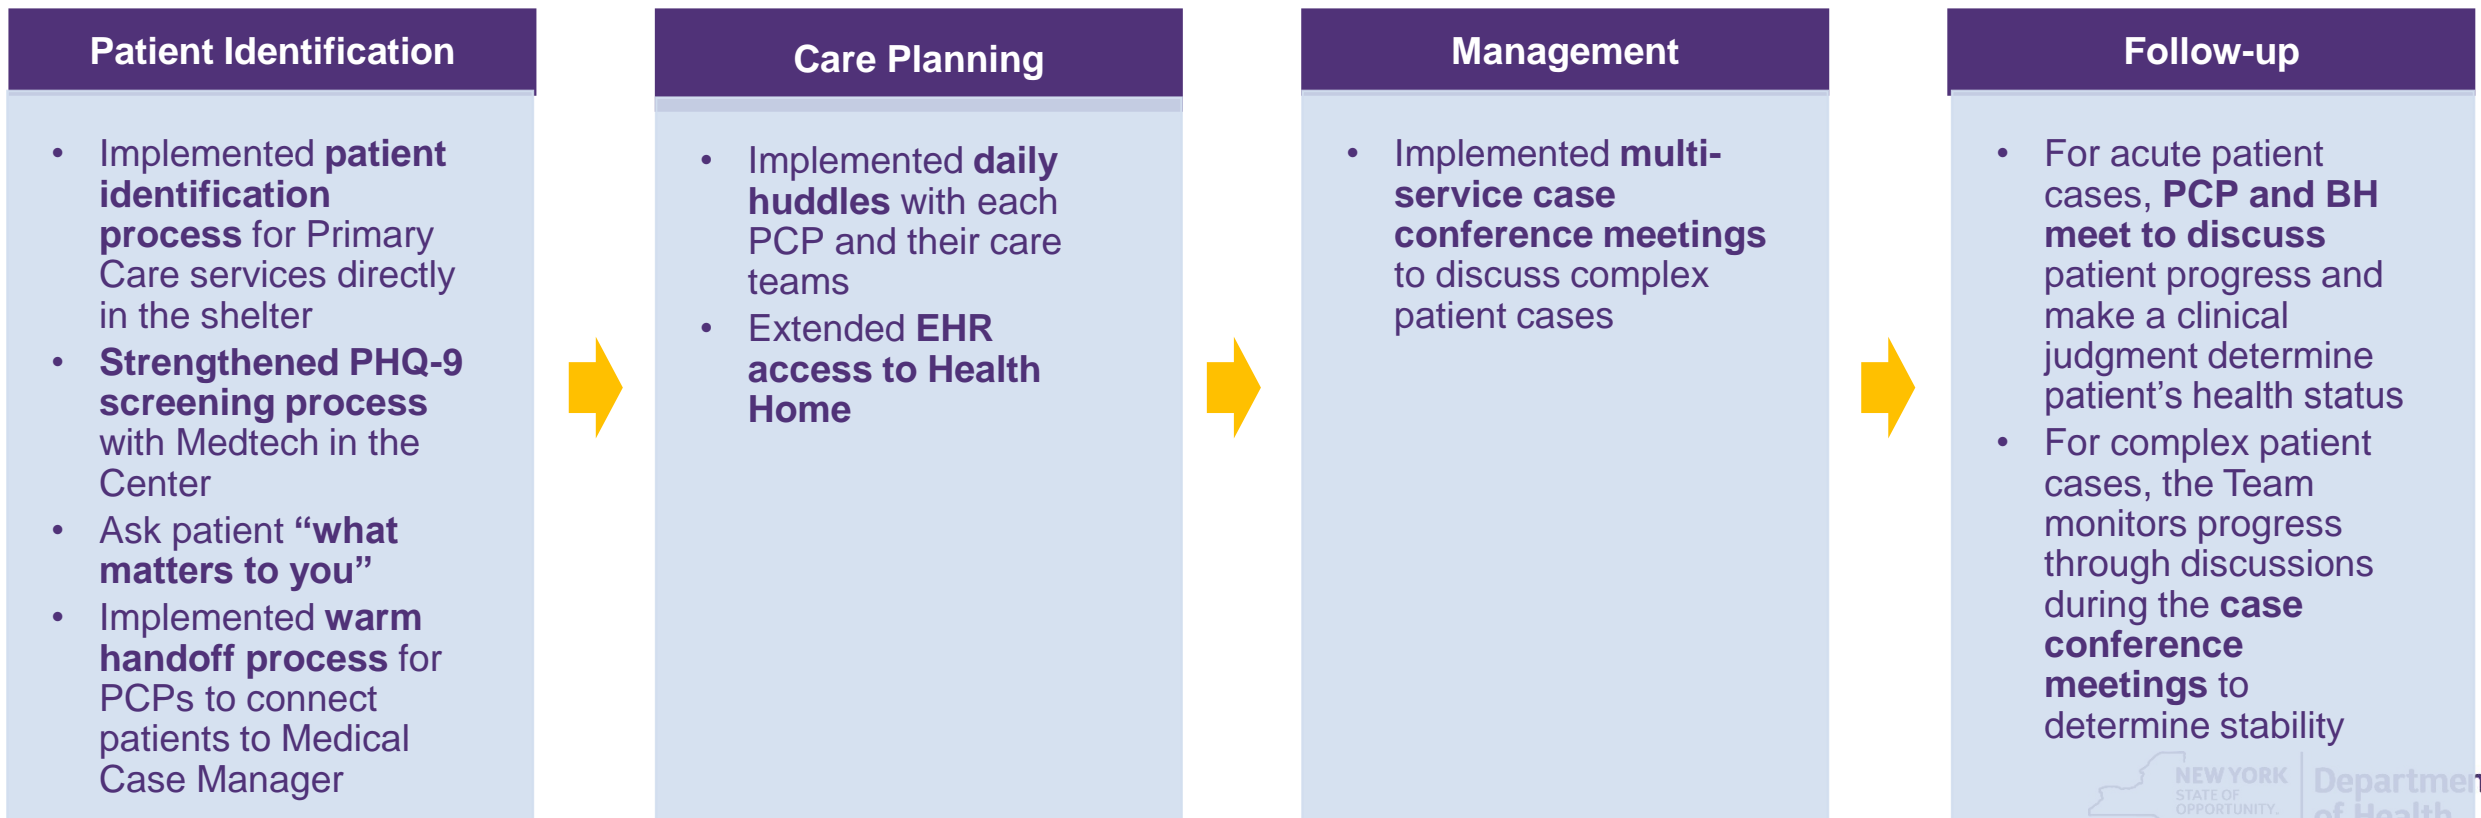 Patient Identification
• Implemented patient
identification
process for Primary
Care services directly
in the shelter
• Strengthened PHQ-9
screening process
with Medtech in the
Center
• Ask patient “what
matters to you”
• Implemented warm
handoff process for
PCPs to connect
patients to Medical
Case Manager
Care Planning
• Implemented daily
huddles with each
PCP and their care
teams
• Extended EHR
access to Health
Home
Management
• Implemented multi-
service case
conference meetings
to discuss complex
patient cases
Follow-up
• For acute patient
cases, PCP and BH
meet to discuss
patient progress and
make a clinical
judgment determine
patient’s health status
• For complex patient
cases, the Team
monitors progress
through discussions
during the case
conference
meetings to
determine stability
NEW YORK
STATE OF
OPPORTUNITY.
Departmen
of Health